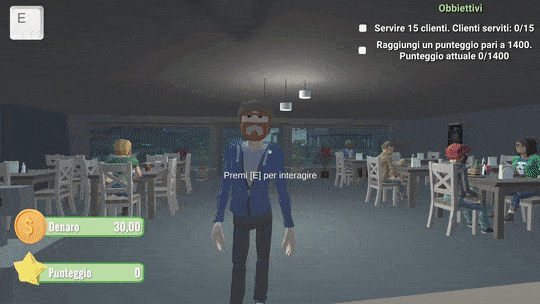 E
Obbiettivi
Servire 15 clienti. Clienti serviti: 0/15
Raggiungi un punteggio pari a 1400.
Punteggio attuale 0/1400
Premi [E] per interagire
Denaro 30,00
Punteggio 0